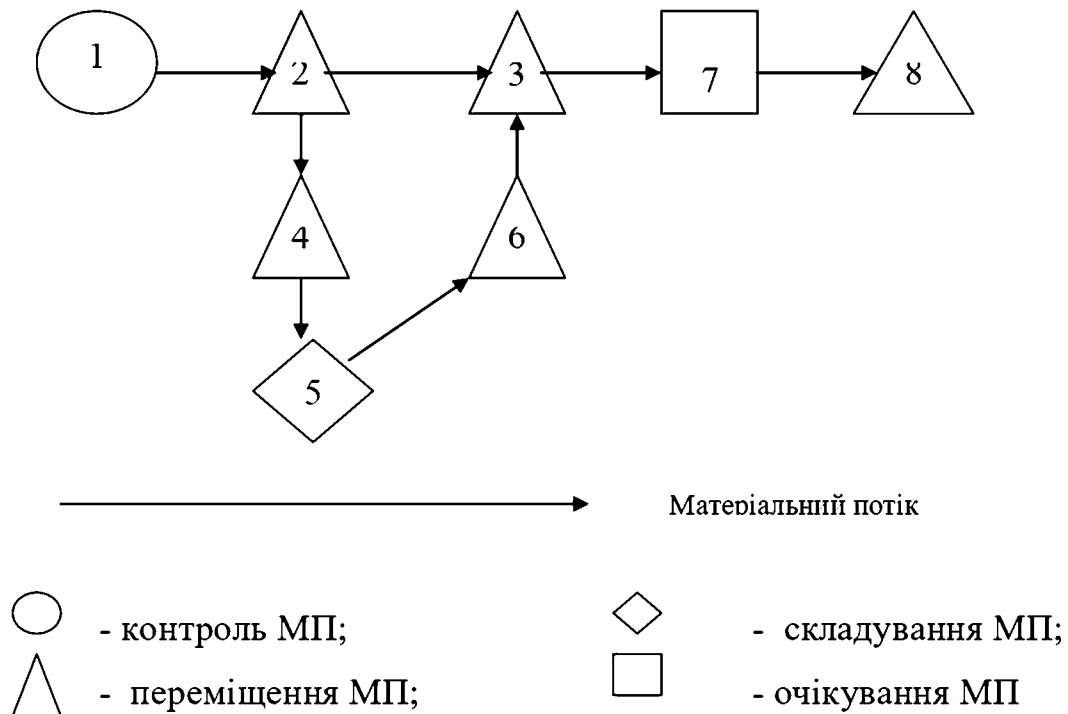 1 2 3 7 8
4 6
5
Матеріальний потік
- контроль МП; - складування МП;
- переміщення МП; - очікування МП